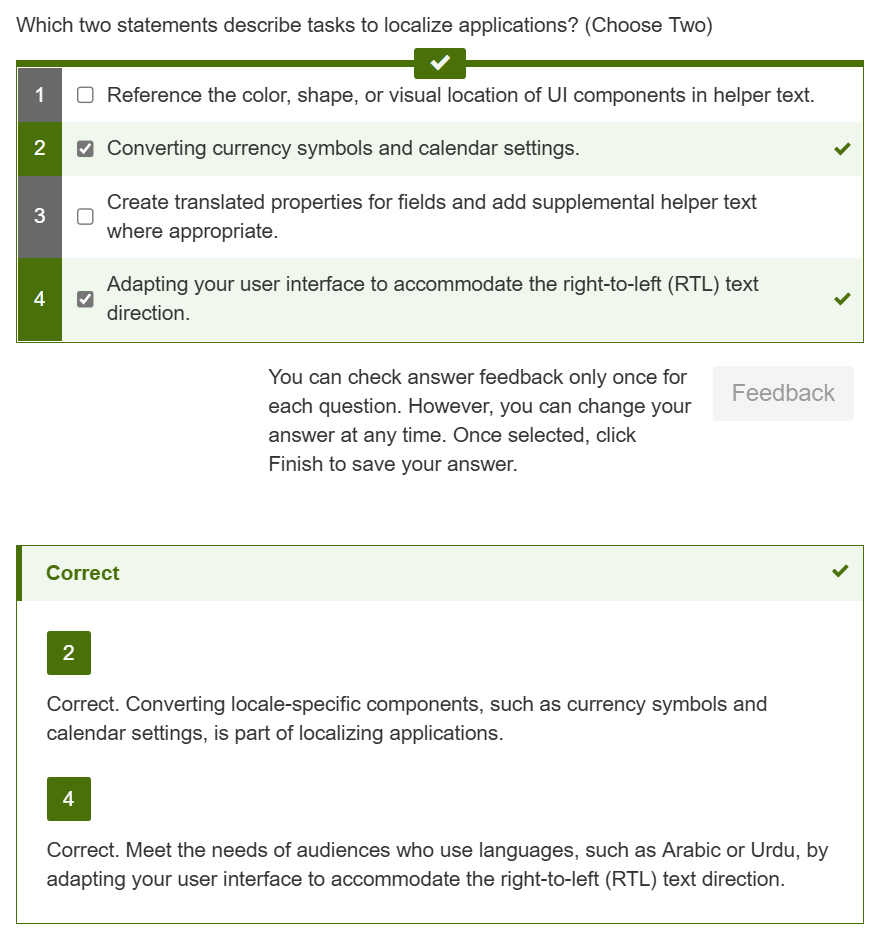 Which two statements describe tasks to localize applications? (Choose Two)
1 Reference the color, shape, or visual location of UI components in helper text.
2 Converting currency symbols and calendar settings.
3 Create translated properties for fields and add supplemental helper text
where appropriate.
4 Adapting your user interface to accommodate the right-to-left (RTL) text
direction.
You can check answer feedback only once for
each question. However, you can change your
answer at any time. Once selected, click
Finish to save your answer.
Feedback
Correct
2
Correct. Converting locale-specific components, such as currency symbols and
calendar settings, is part of localizing applications.
4
Correct. Meet the needs of audiences who use languages, such as Arabic or Urdu, by
adapting your user interface to accommodate the right-to-left (RTL) text direction.